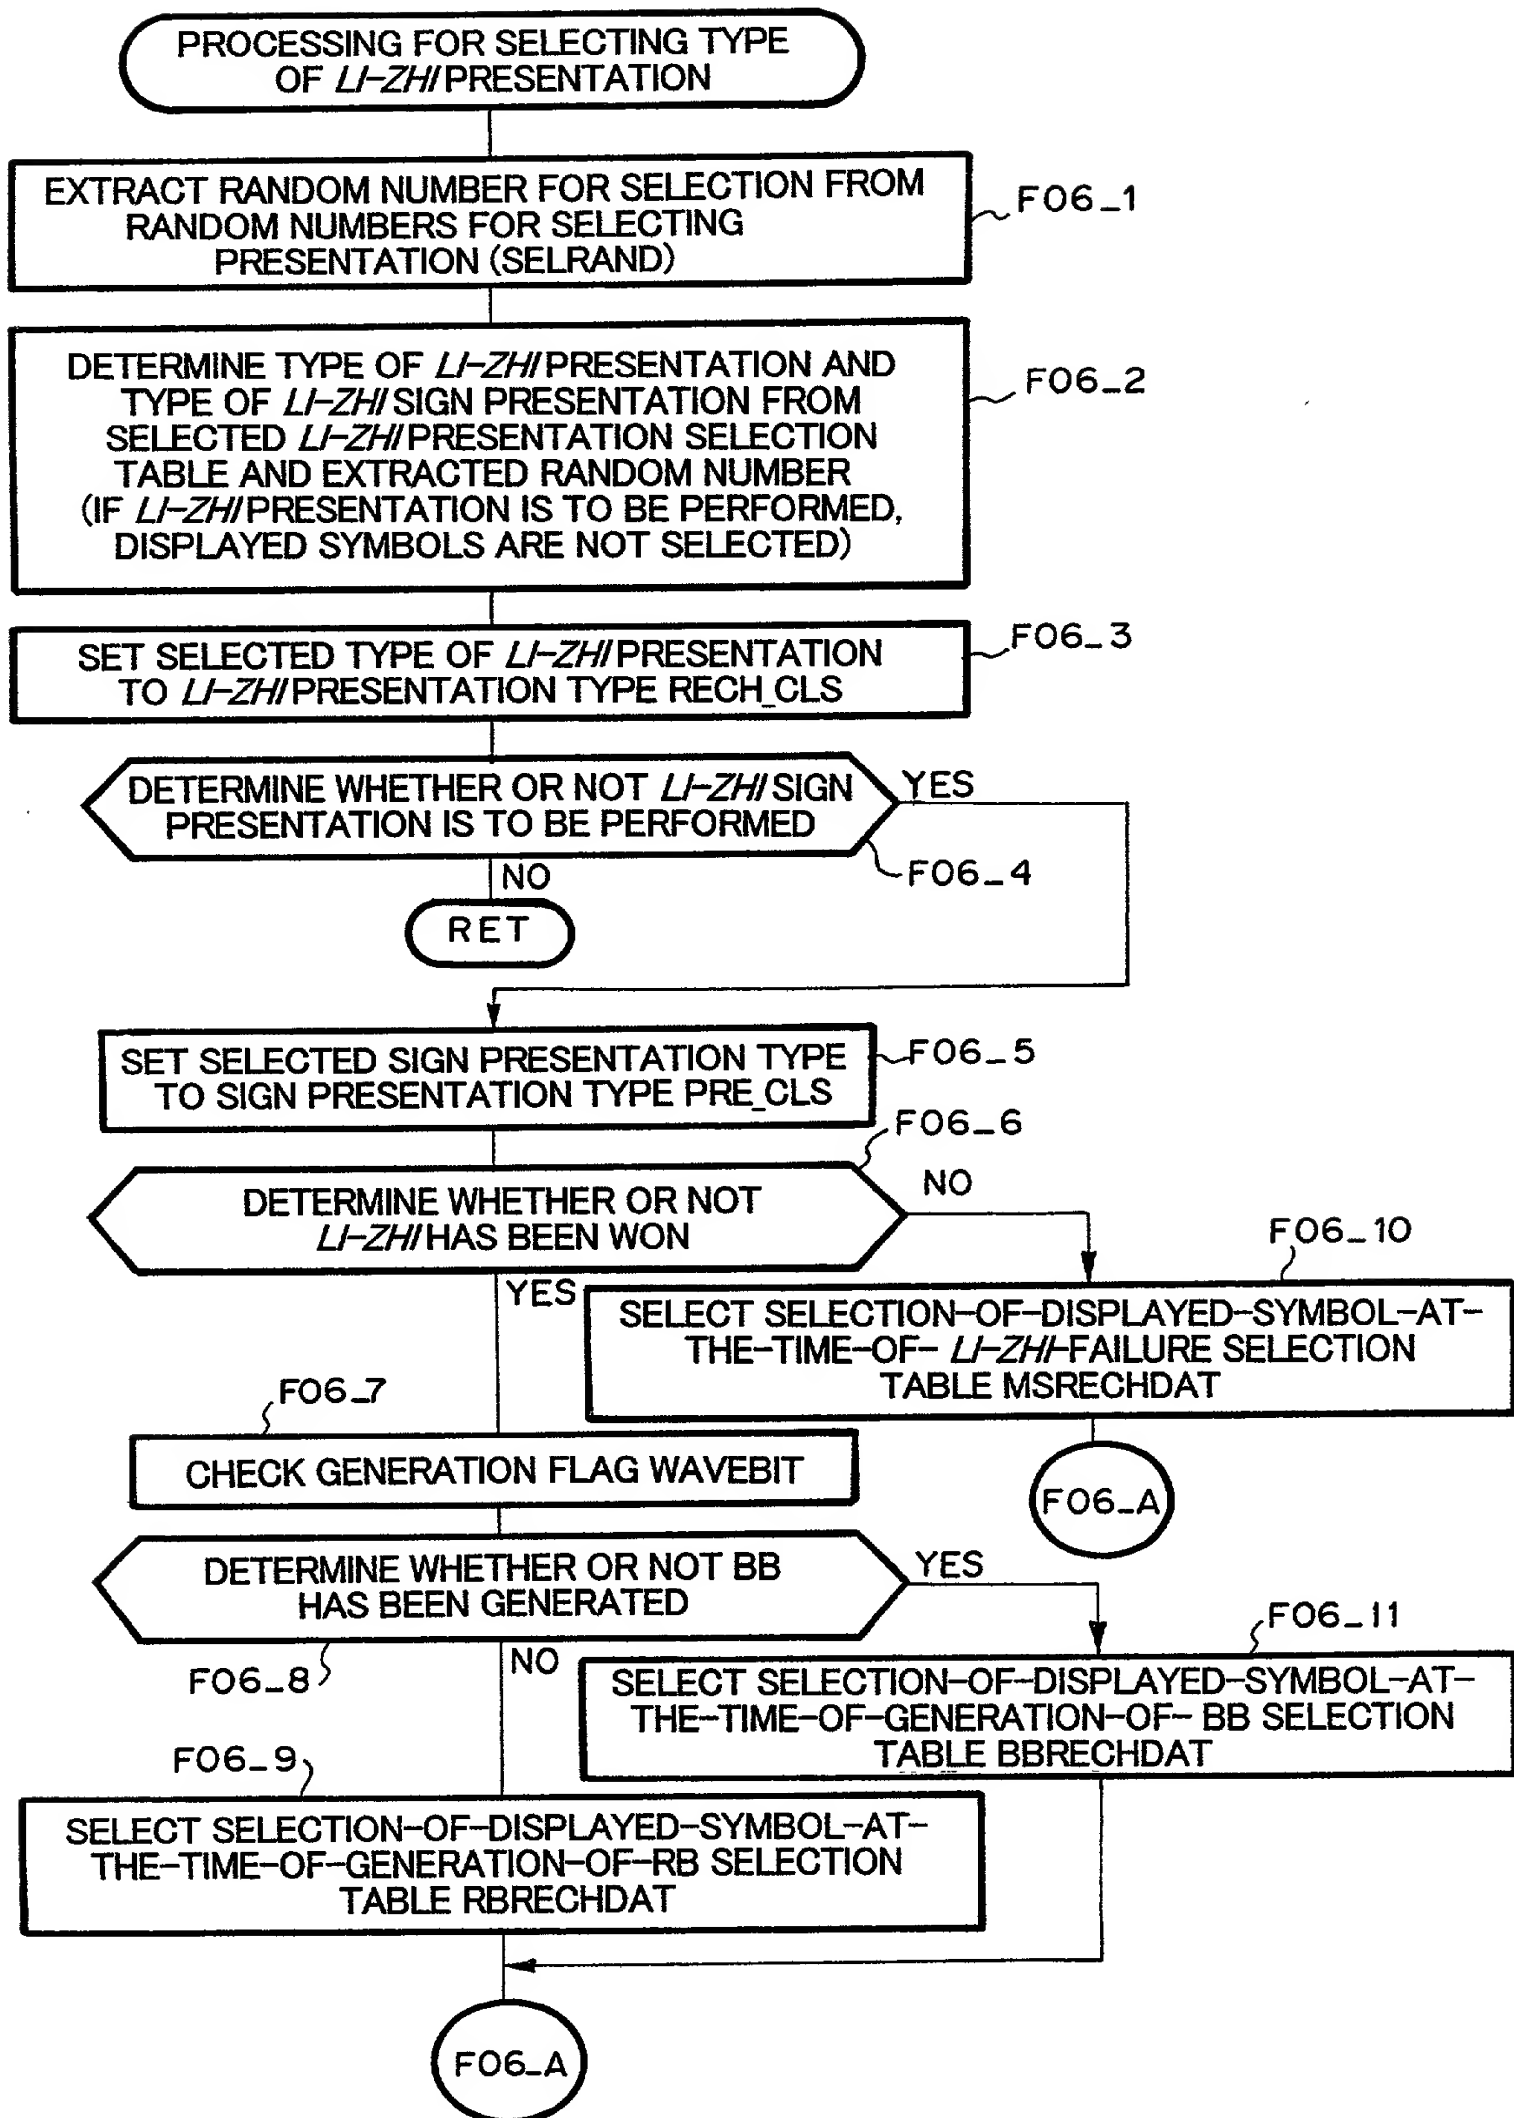 PROCESSING FOR SELECTING TYPE
OF LI-ZHI PRESENTATION
EXTRACT RANDOM NUMBER FOR SELECTION FROM
RANDOM NUMBERS FOR SELECTING
PRESENTATION (SELRAND)
F06_1
DETERMINE TYPE OF LI-ZHI PRESENTATION AND
TYPE OF LI-ZHI SIGN PRESENTATION FROM
SELECTED LI-ZHI PRESENTATION SELECTION
TABLE AND EXTRACTED RANDOM NUMBER
(IF LI-ZHI PRESENTATION IS TO BE PERFORMED,
DISPLAYED SYMBOLS ARE NOT SELECTED)
F06_2
SET SELECTED TYPE OF LI-ZHI PRESENTATION
TO LI-ZHI PRESENTATION TYPE RECH_CLS
F06_3
DETERMINE WHETHER OR NOT LI-ZHI SIGN
PRESENTATION IS TO BE PERFORMED
YES
F06_4
NO
RET
SET SELECTED SIGN PRESENTATION TYPE
TO SIGN PRESENTATION TYPE PRE_CLS
F06_5
F06_6
DETERMINE WHETHER OR NOT
LI-ZHI HAS BEEN WON
NO
YES
F06_10
SELECT SELECTION-OF-DISPLAYED-SYMBOL-AT-
THE-TIME-OF- LI-ZHI-FAILURE SELECTION
TABLE MSRECHDAT
F06_A
F06_7
CHECK GENERATION FLAG WAVEBIT
DETERMINE WHETHER OR NOT BB
HAS BEEN GENERATED
YES
F06_8
NO
F06_11
SELECT SELECTION-OF-DISPLAYED-SYMBOL-AT-
THE-TIME-OF-GENERATION-OF- BB SELECTION
TABLE BBRECHDAT
F06_9
SELECT SELECTION-OF-DISPLAYED-SYMBOL-AT-
THE-TIME-OF-GENERATION-OF-RB SELECTION
TABLE RBRECHDAT
F06_A